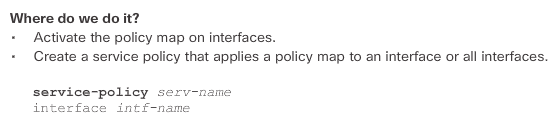 Where do we do it?
▪ Activate the policy map on interfaces.
▪ Create a service policy that applies a policy map to an interface or all interfaces.
service-policy serv-name
interface intf-name